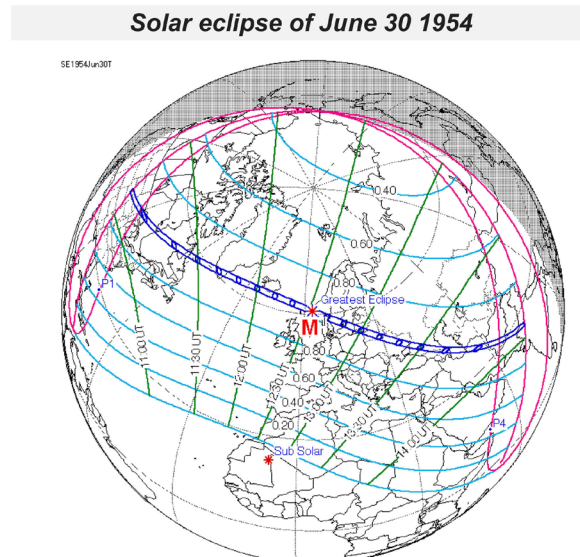 Solar eclipse of June 30 1954
SE1954Jun30T
0.40
0.60
0.80
P1
Greatest Eclipse
M
11:00 UT
11:30 UT
12:00 UT
12:30 UT
13:00 UT
13:30 UT
14:00 UT
0.80
0.60
0.40
0.20
P4
Sub Solar